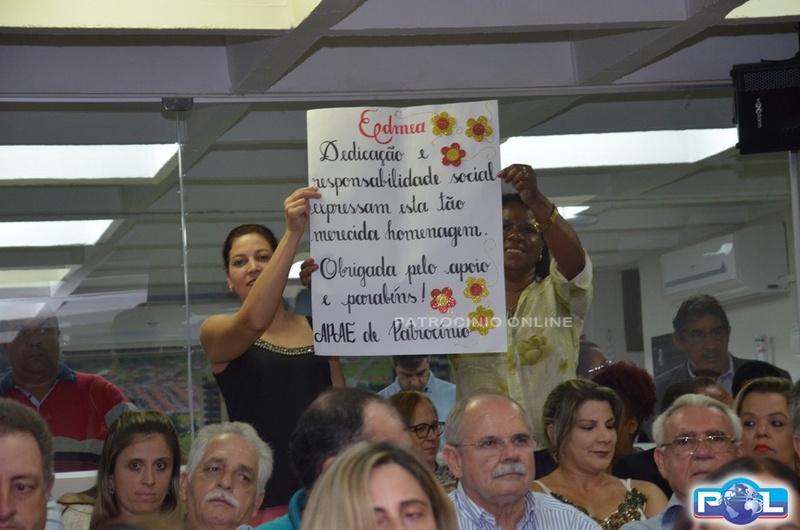 Edmea
Dedicação e
responsabilidade social
expressam esta tão
merecida homenagem.
Obrigada pelo apoio
e parabéns!
APAE de Patrocínio
PATROCINIO ONLINE
POL